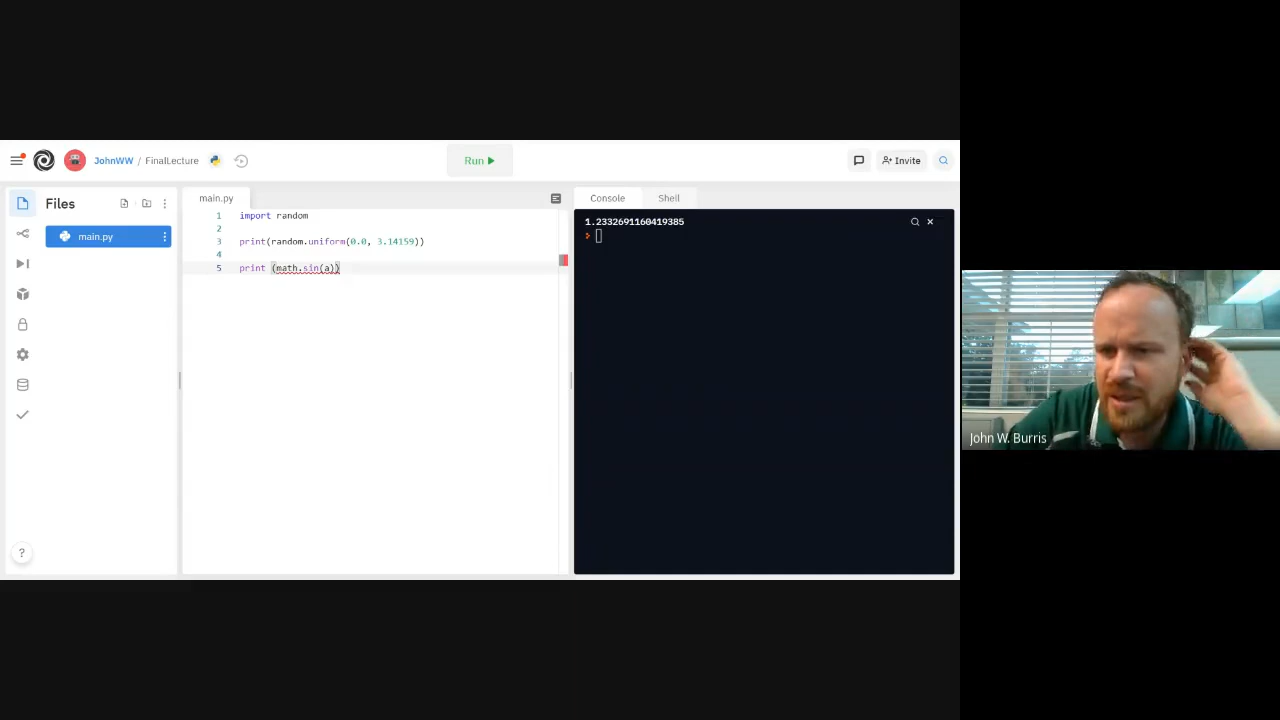 JohnWW / FinalLecture
Run
Invite
Files
main.py
main.py
Console
Shell
1 import random
2
3 print(random.uniform(0.0, 3.14159))
4
5 print (math.sin(a))
1.2332691160419385
?
John W. Burris